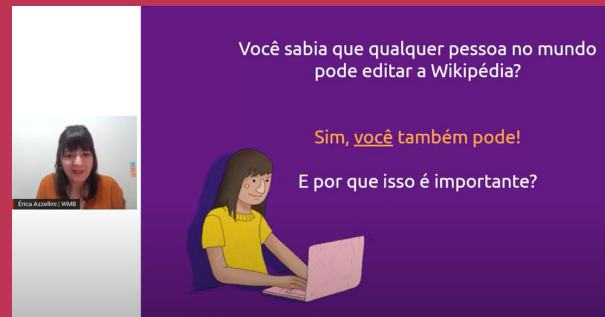 Você sabia que qualquer pessoa no mundo
pode editar a Wikipédia?
Sim, você também pode!
E por que isso é importante?
Érica Azzellini | WMB